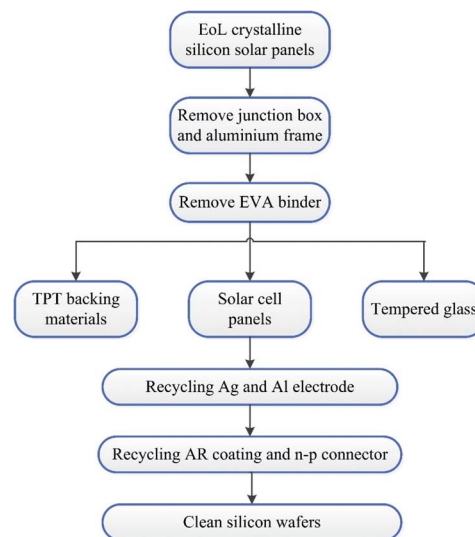 EoL crystalline
silicon solar panels
Remove junction box
and aluminium frame
Remove EVA binder
TPT backing
materials
Solar cell
panels
Tempered glass
Recycling Ag and Al electrode
Recycling AR coating and n-p connector
Clean silicon wafers